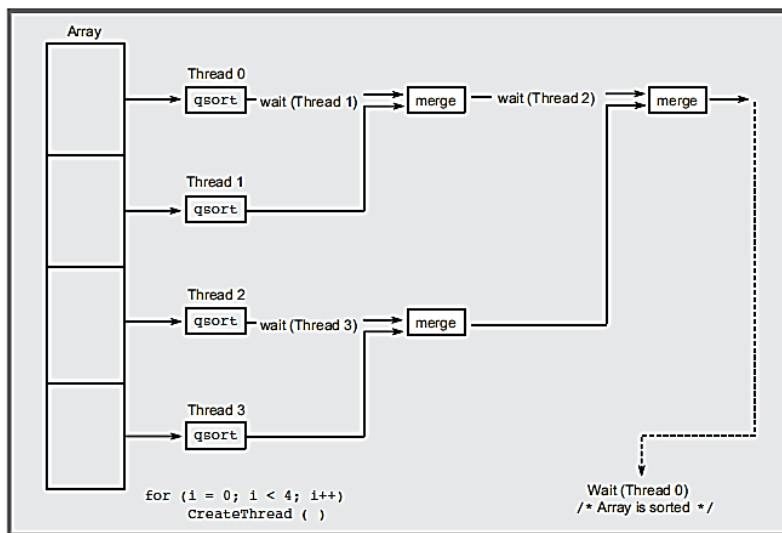 Array
Thread 0
qsort
wait (Thread 1)
merge
wait (Thread 2)
merge
Thread 1
qsort
Thread 2
qsort
wait (Thread 3)
merge
Thread 3
qsort
for (i = 0; i < 4; i++)
CreateThread ( )
Wait (Thread 0)
/* Array is sorted */